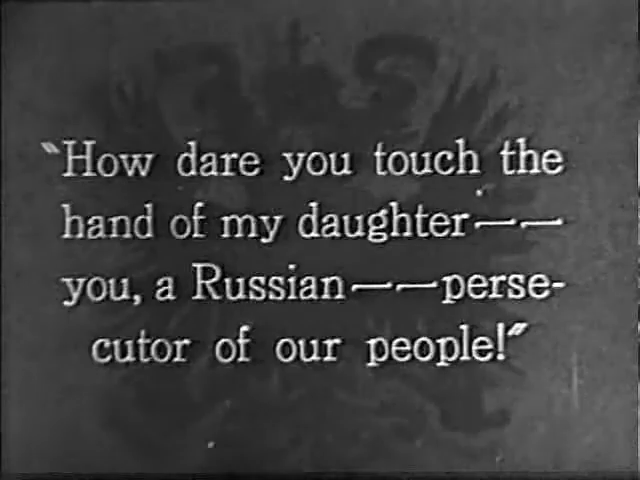 "How dare you touch the
hand of my daughter——
you, a Russian——perse-
cutor of our people!"